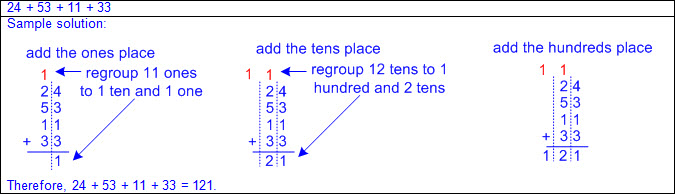 24 + 53 + 11 + 33
Sample solution:
add the ones place
1
regroup 11 ones
to 1 ten and 1 one
2 4
5 3
1 1
+ 3 3
1
add the tens place
1 1
regroup 12 tens to 1
hundred and 2 tens
2 4
5 3
1 1
+ 3 3
2 1
add the hundreds place
1 1
2 4
5 3
1 1
+ 3 3
1 2 1
Therefore, 24 + 53 + 11 + 33 = 121.